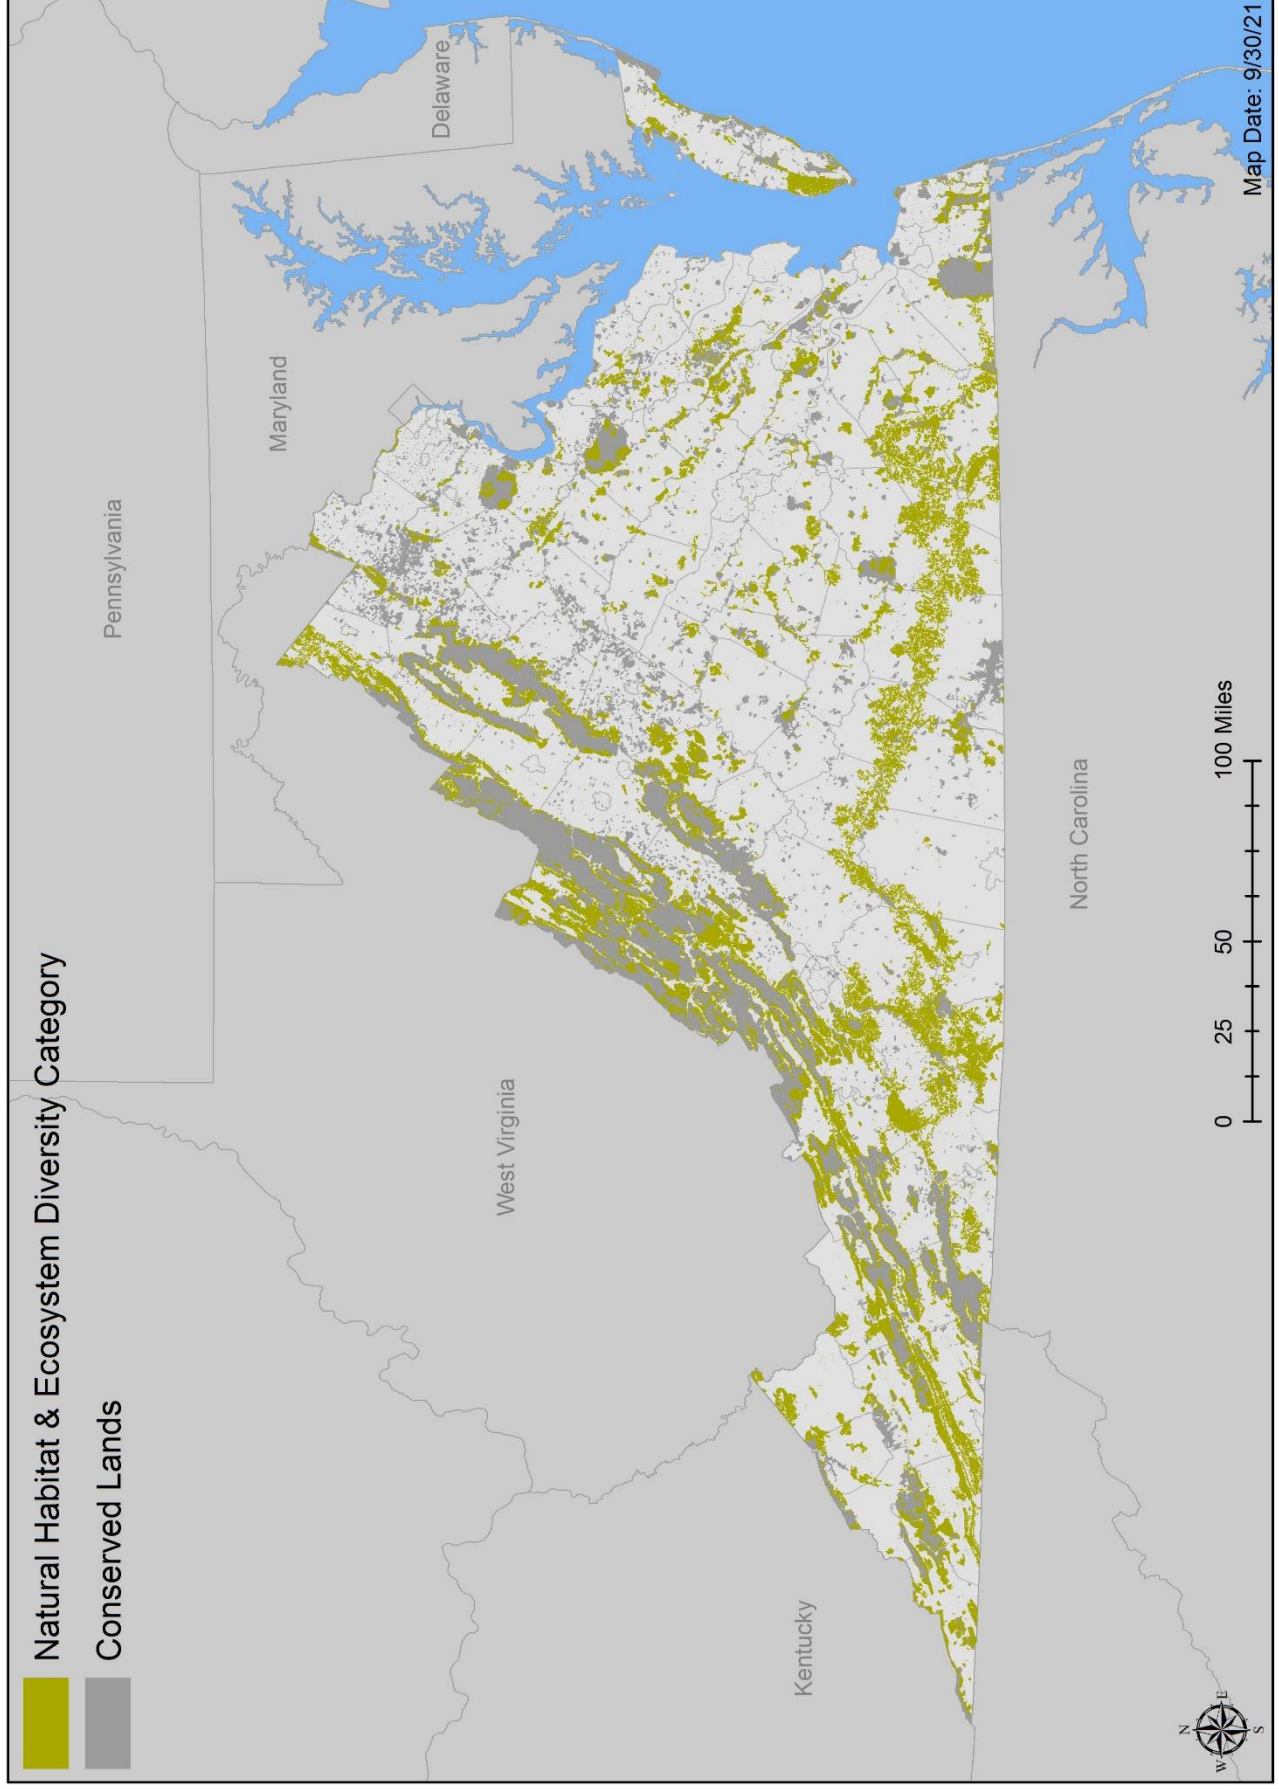 Natural Habitat & Ecosystem Diversity Category
Conserved Lands
Pennsylvania
Maryland
Delaware
West Virginia
Kentucky
North Carolina
0 25 50 100 Miles
N
W E
S
Map Date: 9/30/21